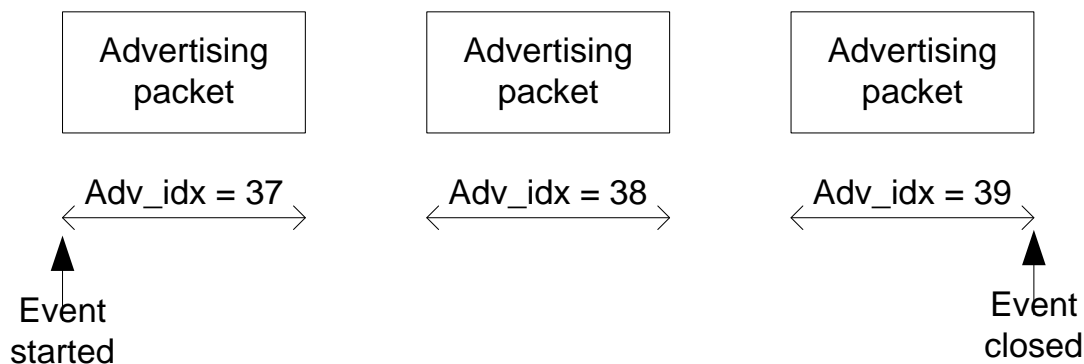 Advertising
packet
Advertising
packet
Advertising
packet
Adv_idx = 37
Adv_idx = 38
Adv_idx = 39
Event
started
Event
closed